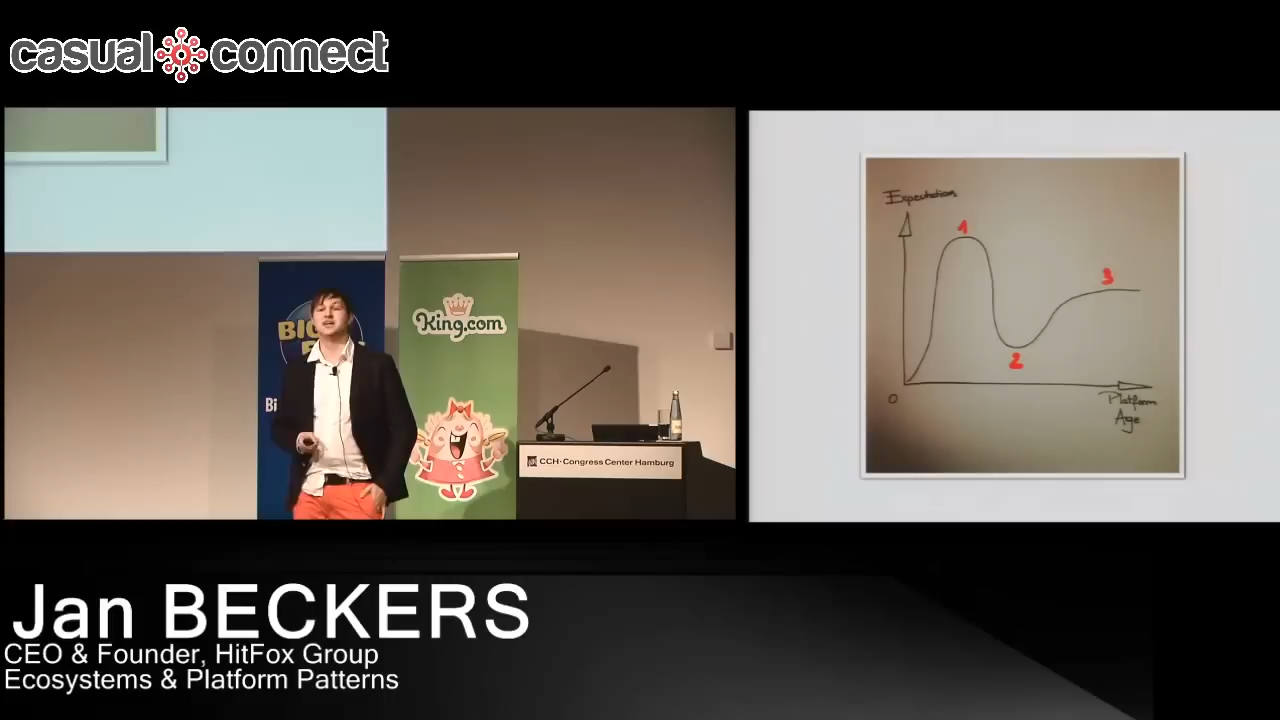 casual connect
King.com
CCH·Congress Center Hamburg
Expectations
1
2
3
0
Platform
Age
Jan BECKERS
CEO & Founder, HitFox Group
Ecosystems & Platform Patterns